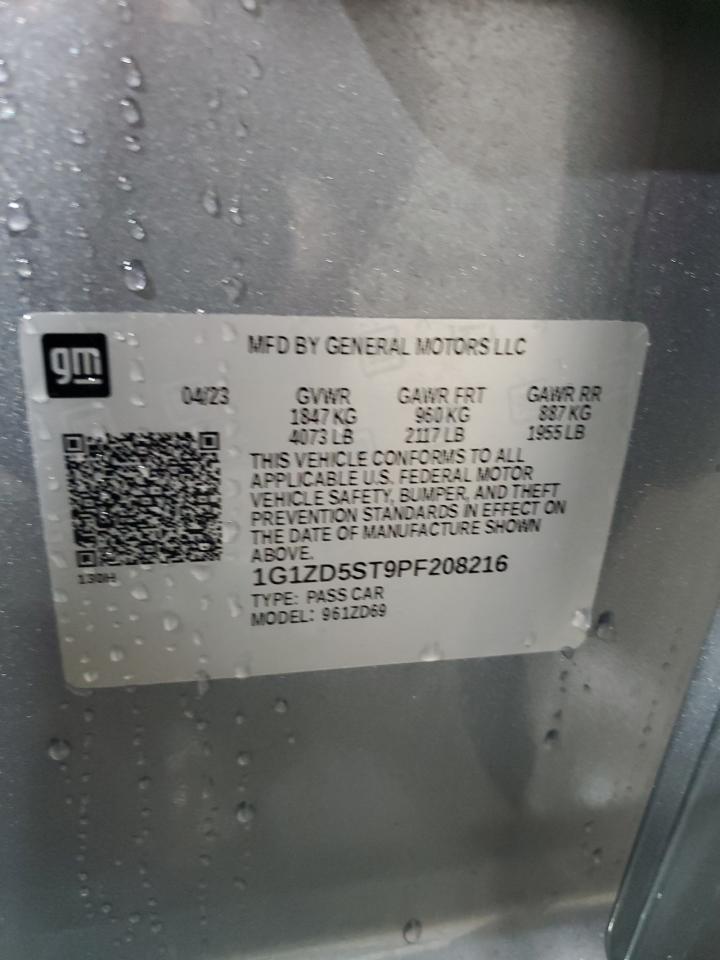 gm
MFD BY GENERAL MOTORS LLC
04/23 GVWR GAWR FRT GAWR RR
1847 KG 960 KG 887 KG
4073 LB 2117 LB 1955 LB
THIS VEHICLE CONFORMS TO ALL
APPLICABLE U.S. FEDERAL MOTOR
VEHICLE SAFETY, BUMPER, AND THEFT
PREVENTION STANDARDS IN EFFECT ON
THE DATE OF MANUFACTURE SHOWN
ABOVE.
130H
1G1ZD5ST9PF208216
TYPE: PASS CAR
MODEL: 961ZD69